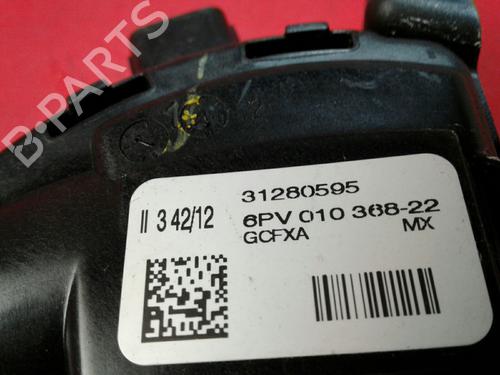 B-PARTS
31280595
II 3 42/12
6PV 010 368-22
GCFXA MX